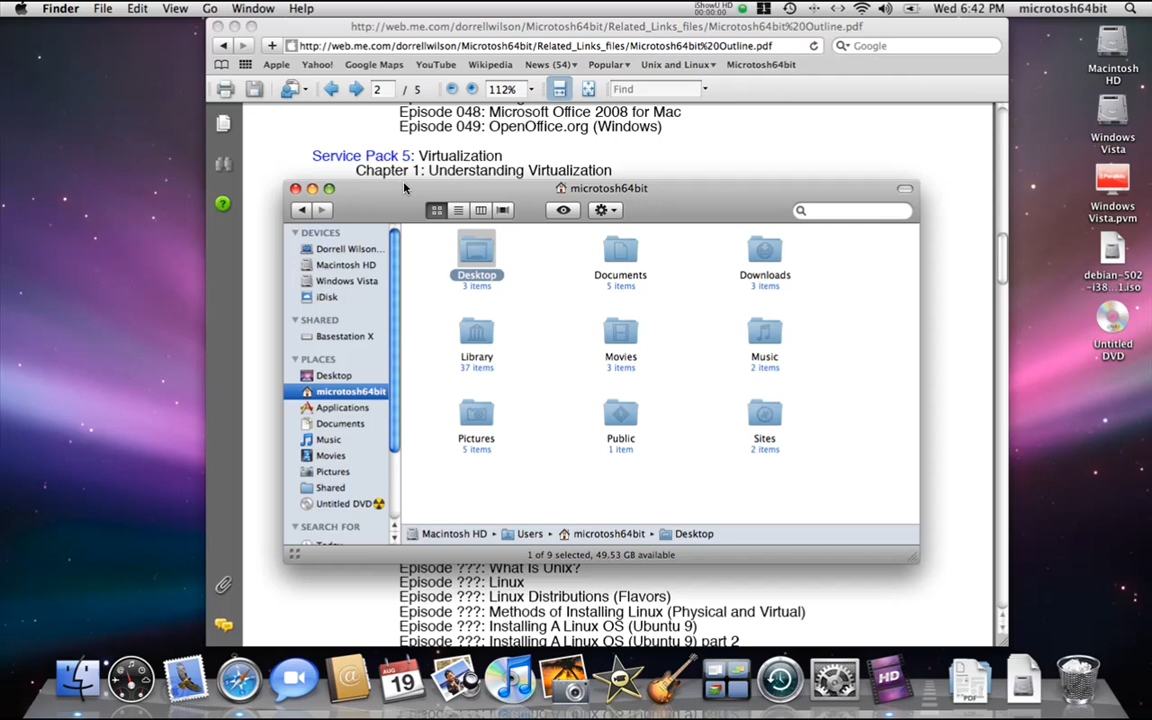 Finder File Edit View Go Window Help
iShowU HD
00:00:00
Wed 6:42 PM microtosh64bit
http://web.me.com/dorrellwilson/Microtosh64bit/Related_Links_files/Microtosh64bit%20Outline.pdf
http://web.me.com/dorrellwilson/Microtosh64bit/Related_Links_files/Microtosh64bit%20Outline.pdf
Google
Apple Yahoo! Google Maps YouTube Wikipedia News (54) Popular Unix and Linux Microtosh64bit
2 / 5 112% Find
Episode 048: Microsoft Office 2008 for Mac
Episode 049: OpenOffice.org (Windows)
Service Pack 5: Virtualization
Chapter 1: Understanding Virtualization
microtosh64bit
DEVICES
Dorrell Wilson...
Macintosh HD
Windows Vista
iDisk
SHARED
Basestation X
PLACES
Desktop
microtosh64bit
Applications
Documents
Music
Movies
Pictures
Shared
Untitled DVD
SEARCH FOR
Desktop Documents Downloads
3 items 5 items 3 items
Library Movies Music
37 items 3 items 2 items
Pictures Public Sites
5 items 1 item 2 items
Macintosh HD Users microtosh64bit Desktop
1 of 9 selected, 49.53 GB available
Episode ???: What Is Unix?
Episode ???: Linux
Episode ???: Linux Distributions (Flavors)
Episode ???: Methods of Installing Linux (Physical and Virtual)
Episode ???: Installing A Linux OS (Ubuntu 9)
Episode ???: Installing A Linux OS (Ubuntu 9) part 2
Macintosh
HD
Windows
Vista
Parallels
Windows
Vista.pvm
debian-502
-i38...1.iso
Untitled
DVD
AUG
19
HD
PDF